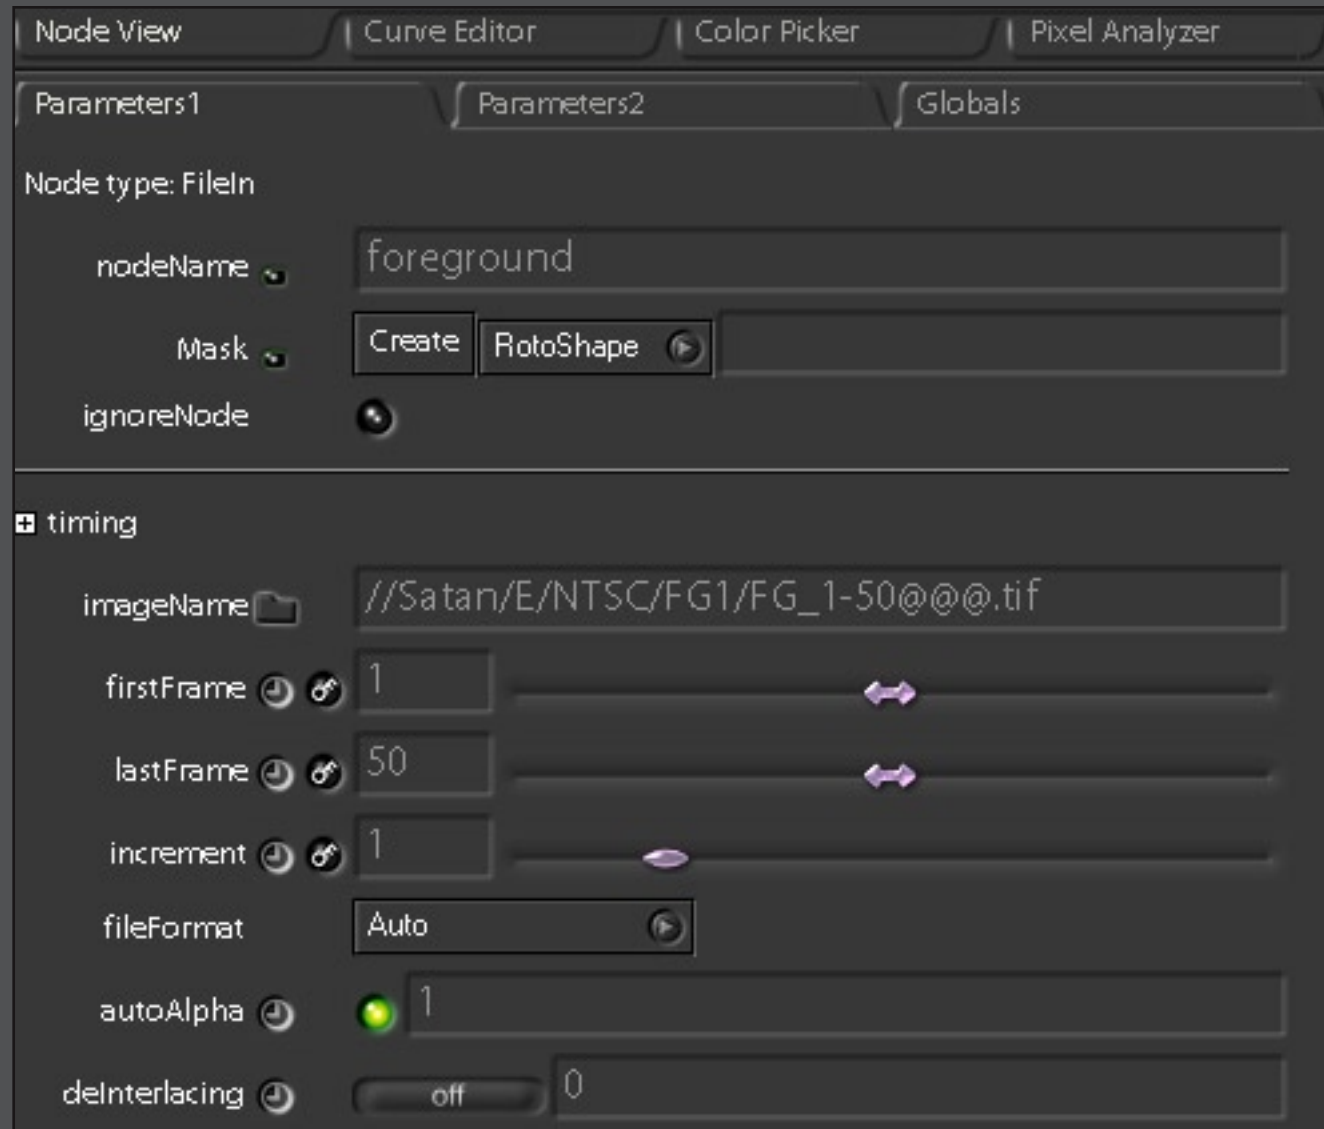 Node View Curve Editor Color Picker Pixel Analyzer
Parameters1 Parameters2 Globals
Node type: FileIn
nodeName foreground
Mask Create RotoShape
ignoreNode
timing
imageName //Satan/E/NTSC/FG1/FG_1-50@@@.tif
firstFrame 1
lastFrame 50
increment 1
fileFormat Auto
autoAlpha 1
deInterlacing off 0